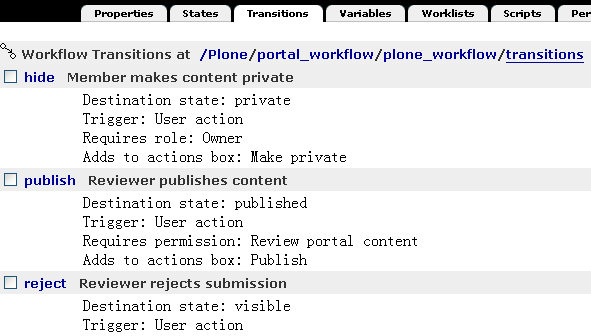 Properties States Transitions Variables Worklists Scripts Per
Workflow Transitions at /Plone/portal_workflow/plone_workflow/transitions
hide Member makes content private
Destination state: private
Trigger: User action
Requires role: Owner
Adds to actions box: Make private
publish Reviewer publishes content
Destination state: published
Trigger: User action
Requires permission: Review portal content
Adds to actions box: Publish
reject Reviewer rejects submission
Destination state: visible
Trigger: User action